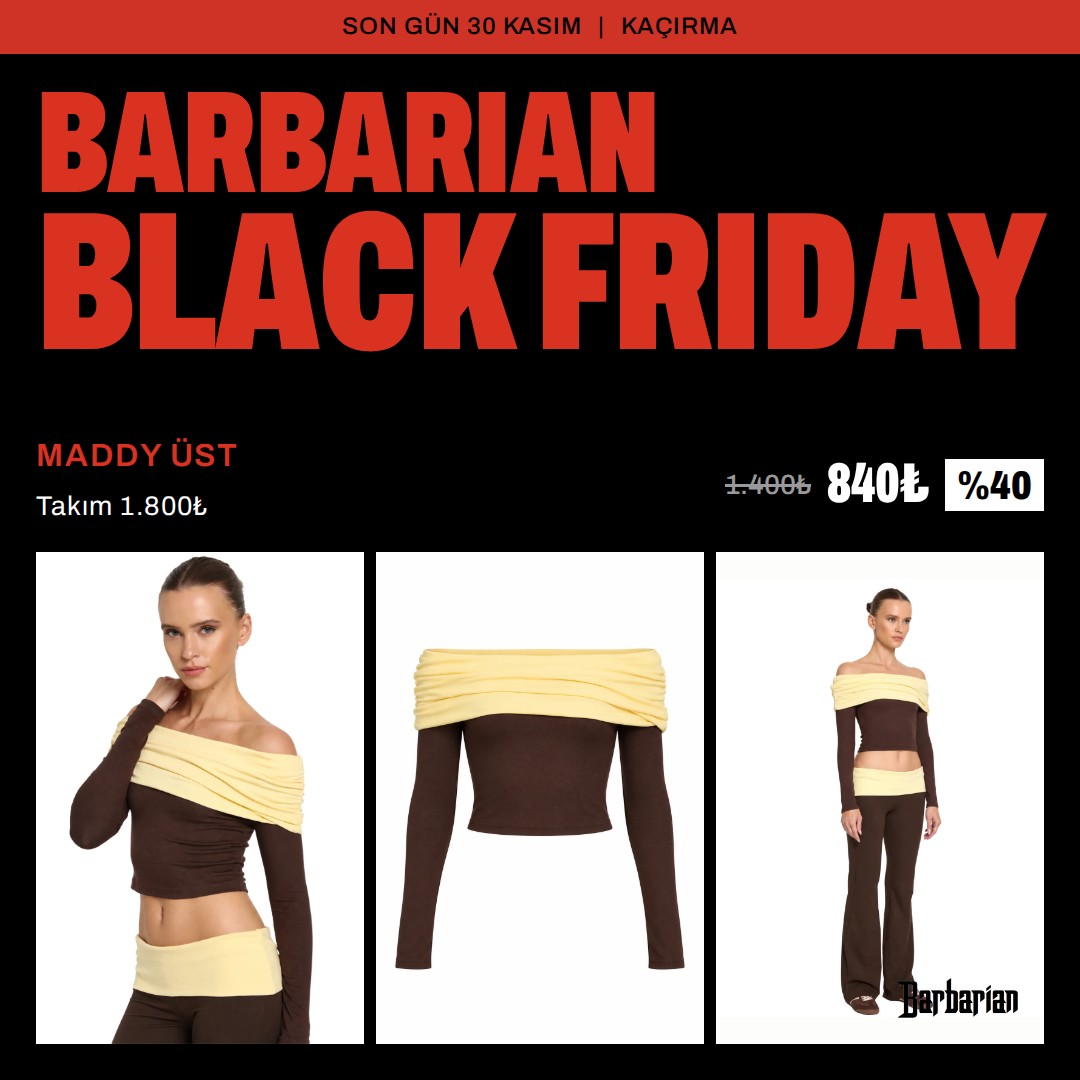 SON GÜN 30 KASIM | KAÇIRMA
BARBARIAN
BLACK FRIDAY
MADDY ÜST
Takım 1.800₺
1.400₺ 840₺ %40
Barbarian